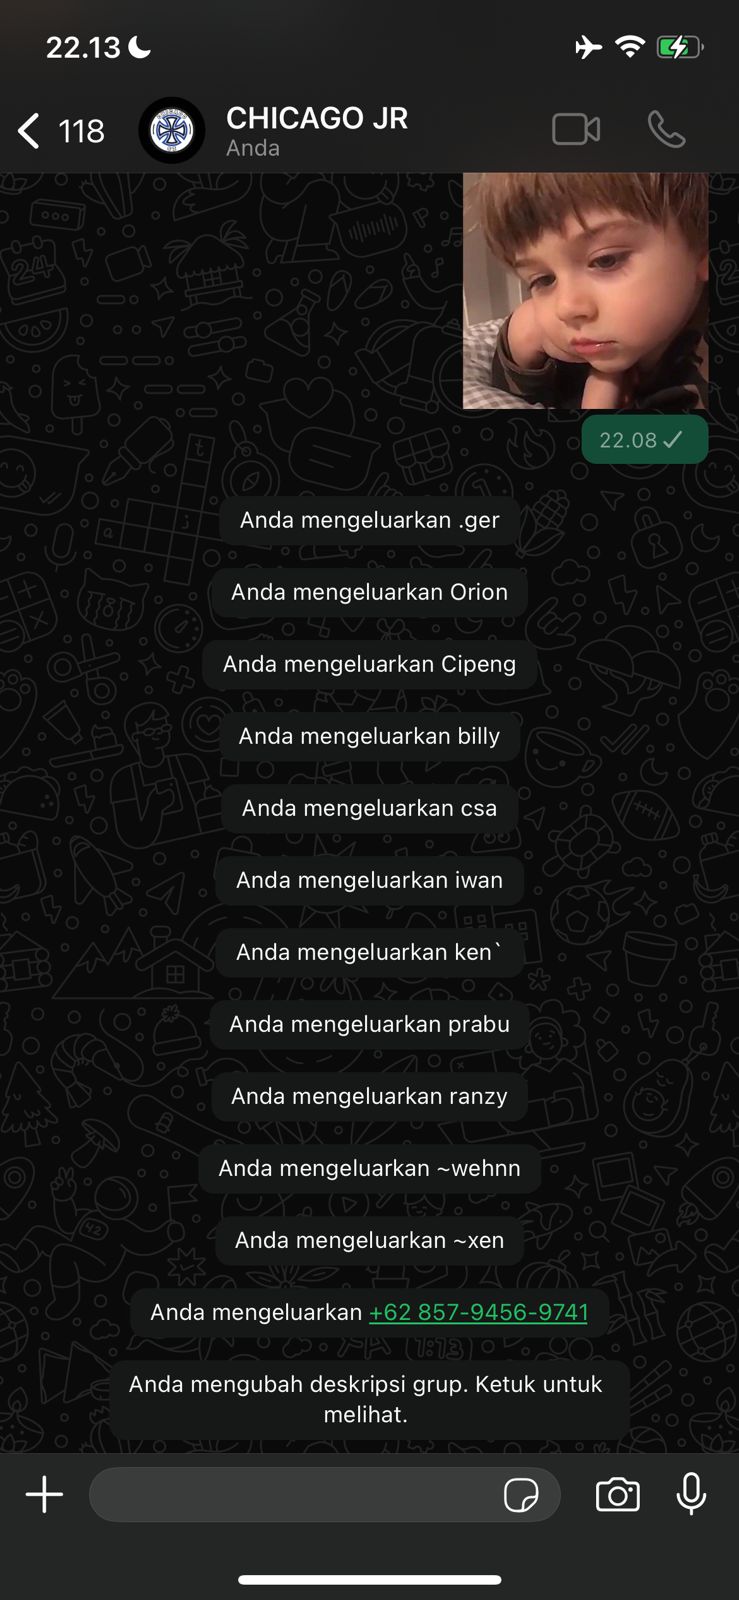 22.13
118
CHICAGO JR
Anda
22.08
Anda mengeluarkan .ger
Anda mengeluarkan Orion
Anda mengeluarkan Cipeng
Anda mengeluarkan billy
Anda mengeluarkan csa
Anda mengeluarkan iwan
Anda mengeluarkan ken`
Anda mengeluarkan prabu
Anda mengeluarkan ranzy
Anda mengeluarkan ~wehnn
Anda mengeluarkan ~xen
Anda mengeluarkan +62 857-9456-9741
Anda mengubah deskripsi grup. Ketuk untuk
melihat.